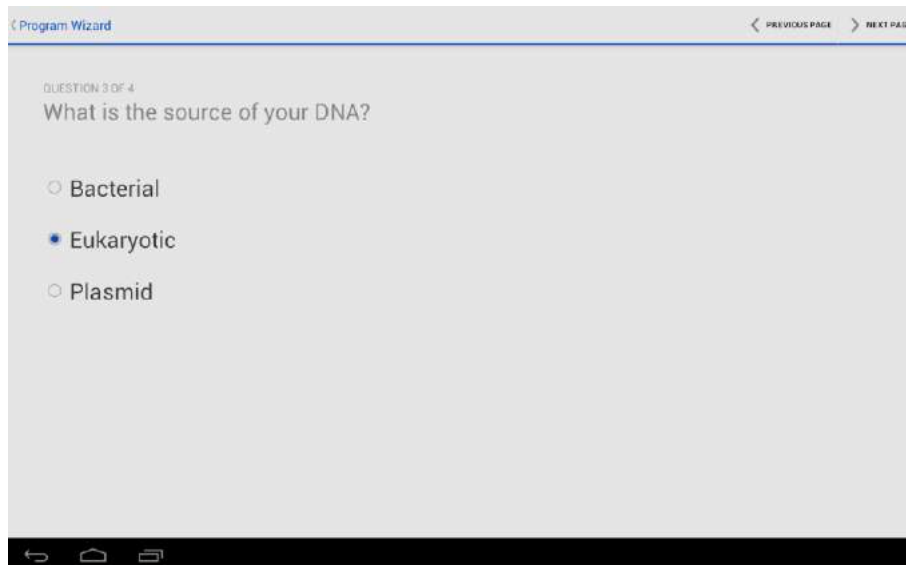 Program Wizard
PREVIOUS PAGE
QUESTION 3 OF 4
What is the source of your DNA?
Bacterial
Eukaryotic
Plasmid